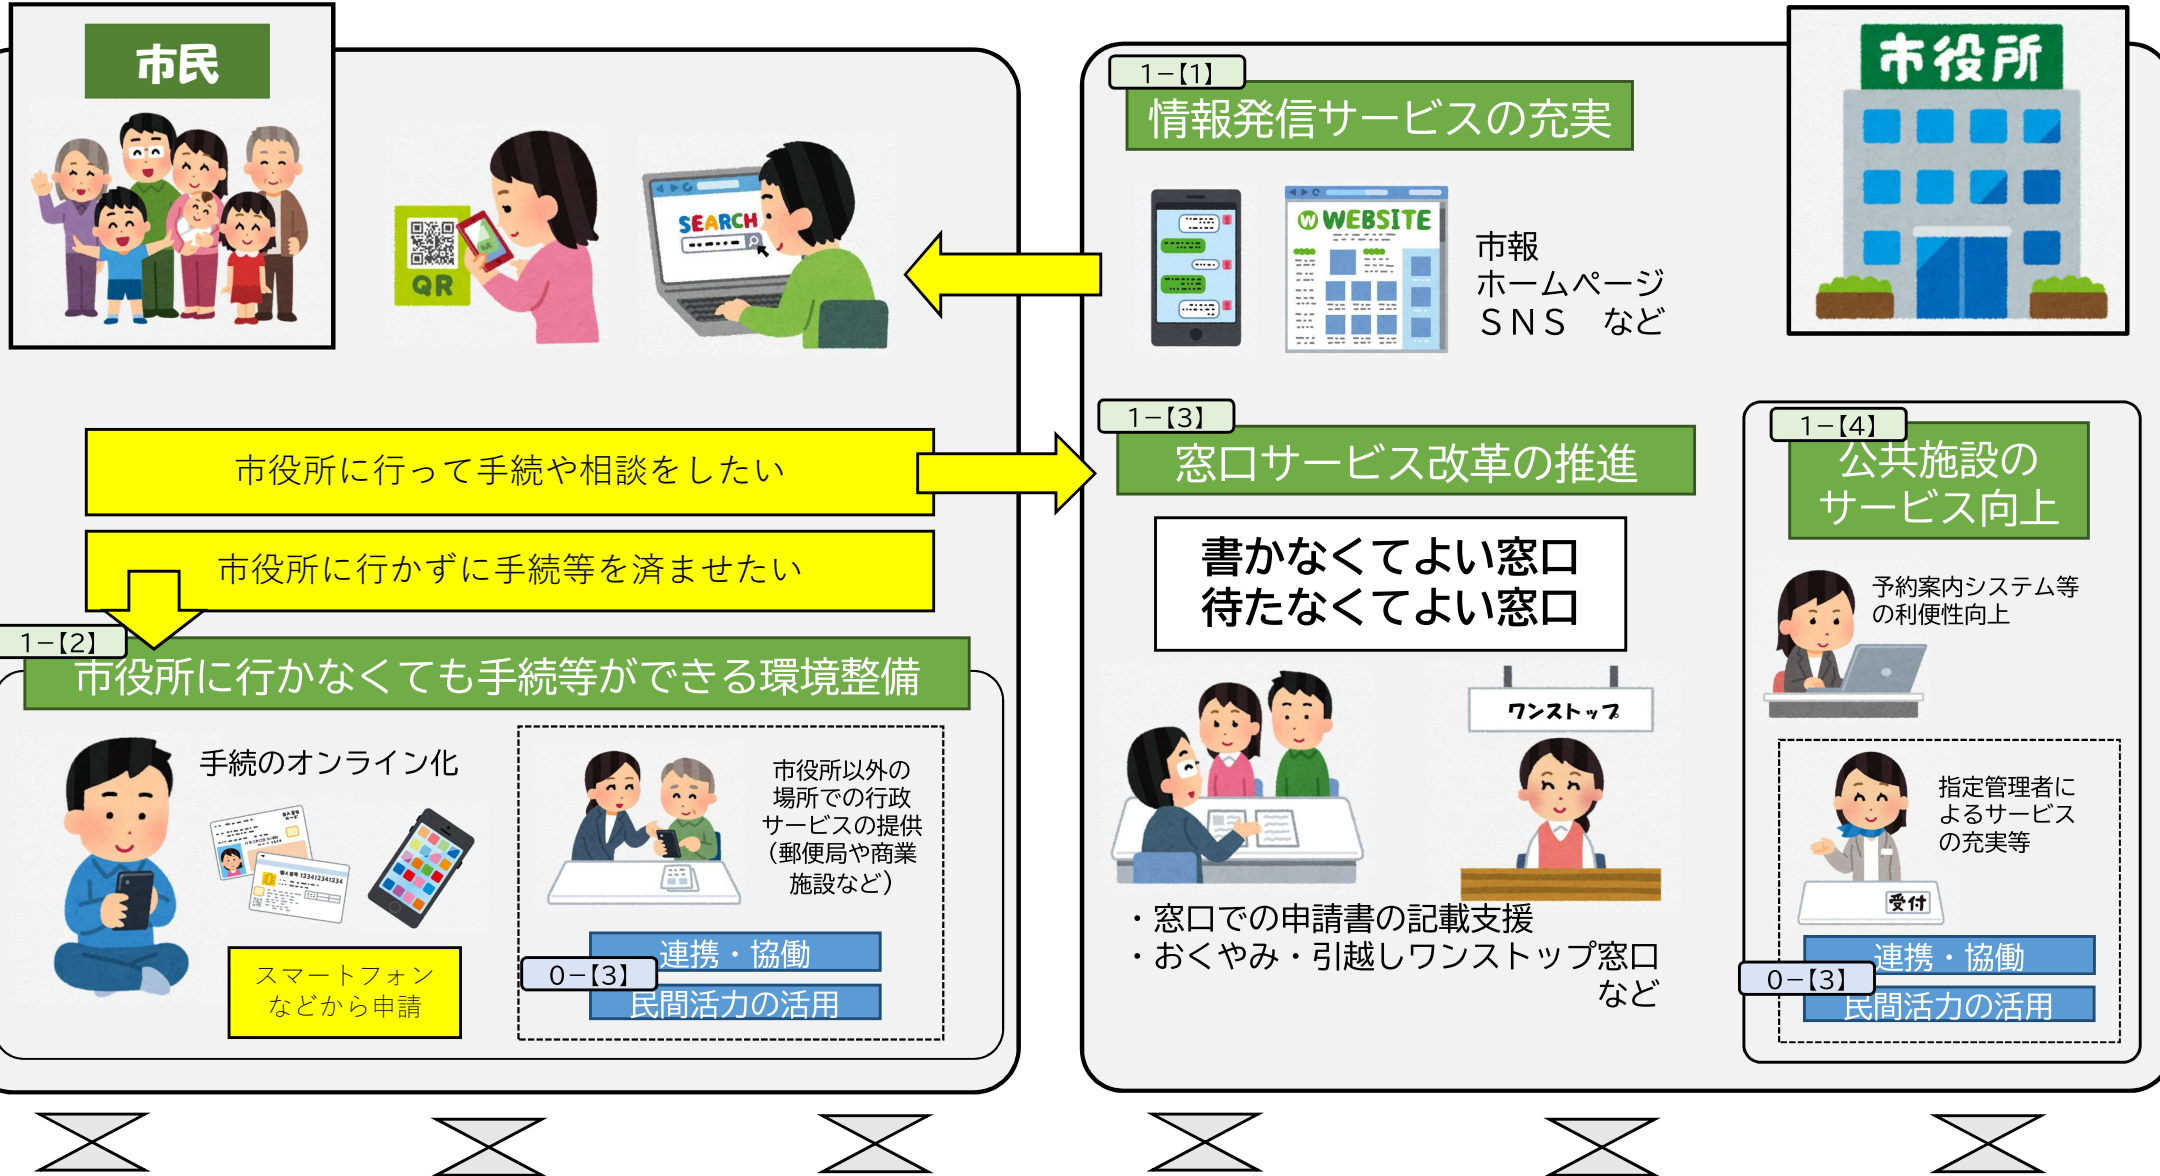 市民
QR
SEARCH
1－【1】
情報発信サービスの充実
WEBSITE
市報
ホームページ
ＳＮＳ　など
市役所
市役所に行って手続や相談をしたい
市役所に行かずに手続等を済ませたい
1－【2】
市役所に行かなくても手続等ができる環境整備
手続のオンライン化
スマートフォン
などから申請
市役所以外の
場所での行政
サービスの提供
（郵便局や商業
施設など）
連携・協働
0－【3】
民間活力の活用
1－【3】
窓口サービス改革の推進
書かなくてよい窓口
待たなくてよい窓口
ワンストップ
・窓口での申請書の記載支援
・おくやみ・引越しワンストップ窓口
など
1－【4】
公共施設の
サービス向上
予約案内システム等
の利便性向上
指定管理者に
よるサービス
の充実等
受付
連携・協働
0－【3】
民間活力の活用